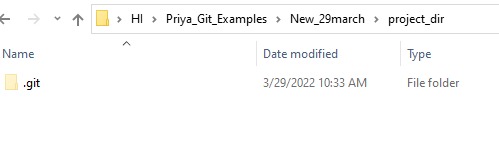 HI > Priya_Git_Examples > New_29march > project_dir
Name Date modified Type
.git 3/29/2022 10:33 AM File folder